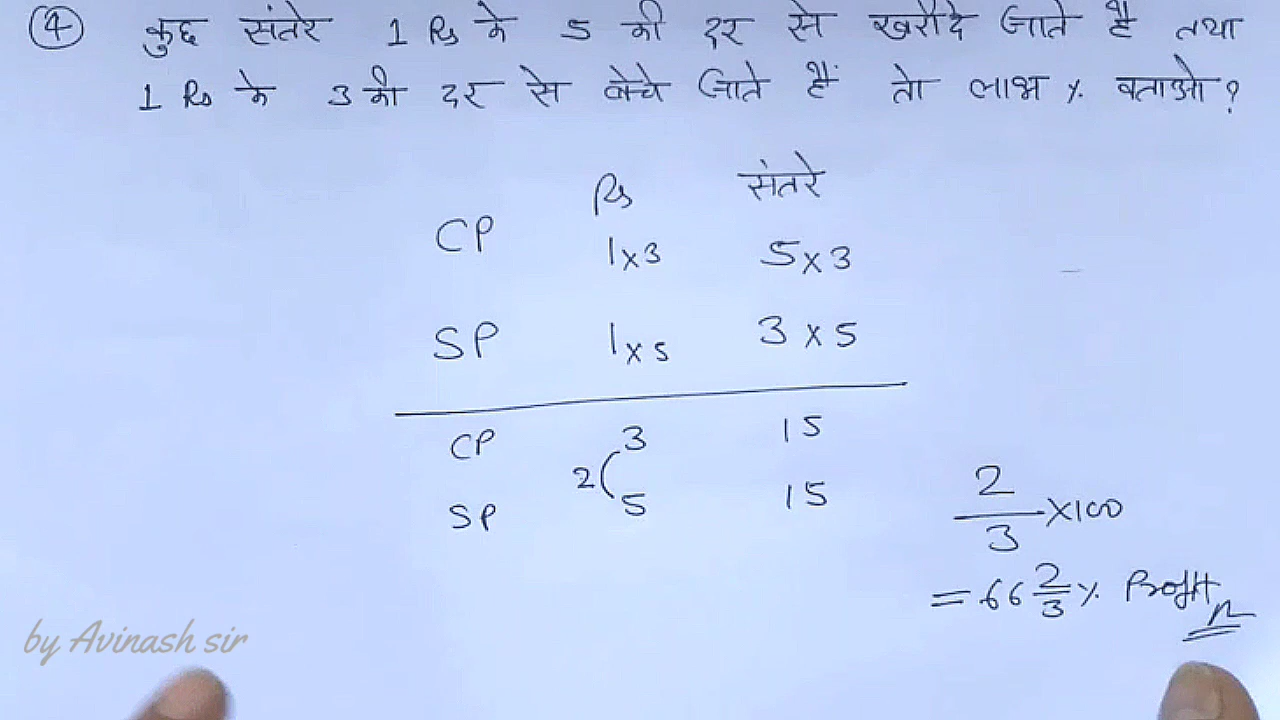 ④ कुछ संतरे 1 Rs के 5 की दर से खरीदे जाते है तथा
1 Rs के 3 की दर से बेचे जाते हैं तो लाभ % बताओ?
Rs संतरे
CP 1x3 5x3
SP 1x5 3x5
CP 3 15
2(
SP 5 15
2/3 x100
= 66 2/3 % Profit
by Avinash sir